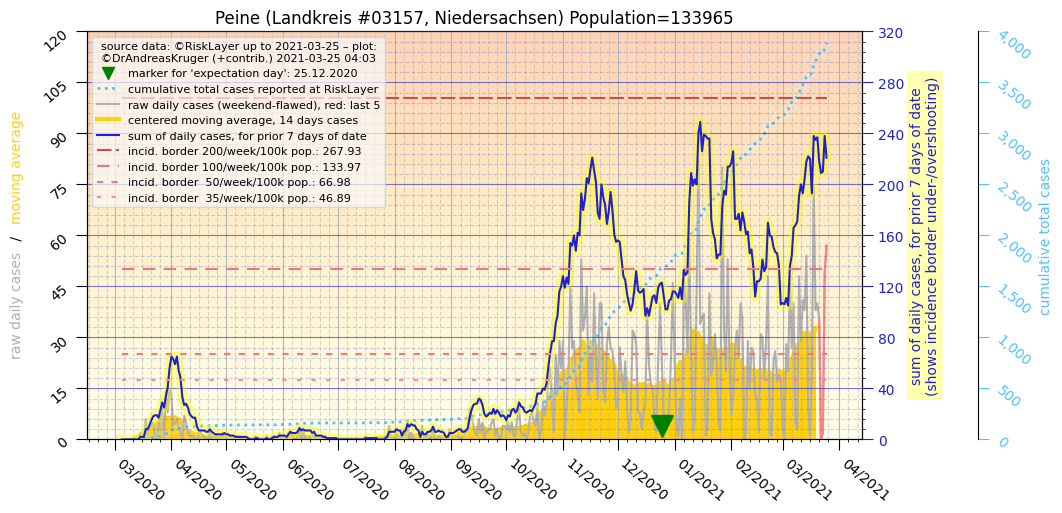 Peine (Landkreis #03157, Niedersachsen) Population=133965
source data: ©RiskLayer up to 2021-03-25 – plot:
©DrAndreasKruger (+contrib.) 2021-03-25 04:03
marker for 'expectation day': 25.12.2020
cumulative total cases reported at RiskLayer
raw daily cases (weekend-flawed), red: last 5
centered moving average, 14 days cases
sum of daily cases, for prior 7 days of date
incid. border 200/week/100k pop.: 267.93
incid. border 100/week/100k pop.: 133.97
incid. border  50/week/100k pop.: 66.98
incid. border  35/week/100k pop.: 46.89
raw daily cases / moving average
120
105
90
75
60
45
30
15
0
03/2020
04/2020
05/2020
06/2020
07/2020
08/2020
09/2020
10/2020
11/2020
12/2020
01/2021
02/2021
03/2021
04/2021
320
280
240
200
160
120
80
40
0
sum of daily cases, for prior 7 days of date
(shows incidence border under-/overshooting)
4,000
3,500
3,000
2,500
2,000
1,500
1,000
500
0
cumulative total cases